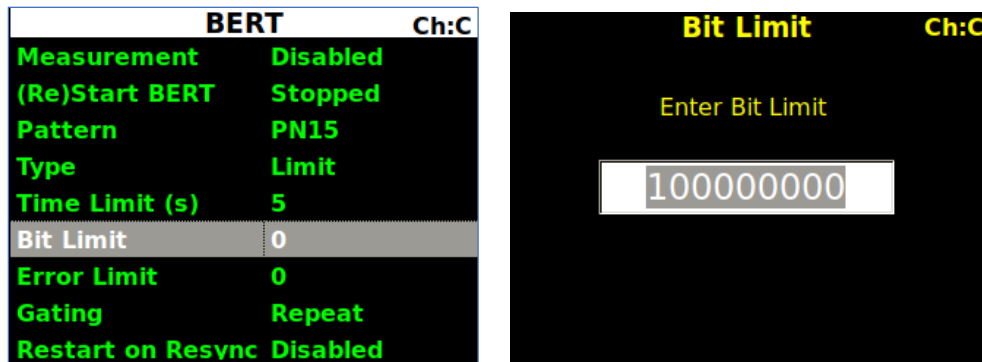 BERT Ch:C
Measurement Disabled
(Re)Start BERT Stopped
Pattern PN15
Type Limit
Time Limit (s) 5
Bit Limit 0
Error Limit 0
Gating Repeat
Restart on Resync Disabled
Bit Limit Ch:C
Enter Bit Limit
100000000